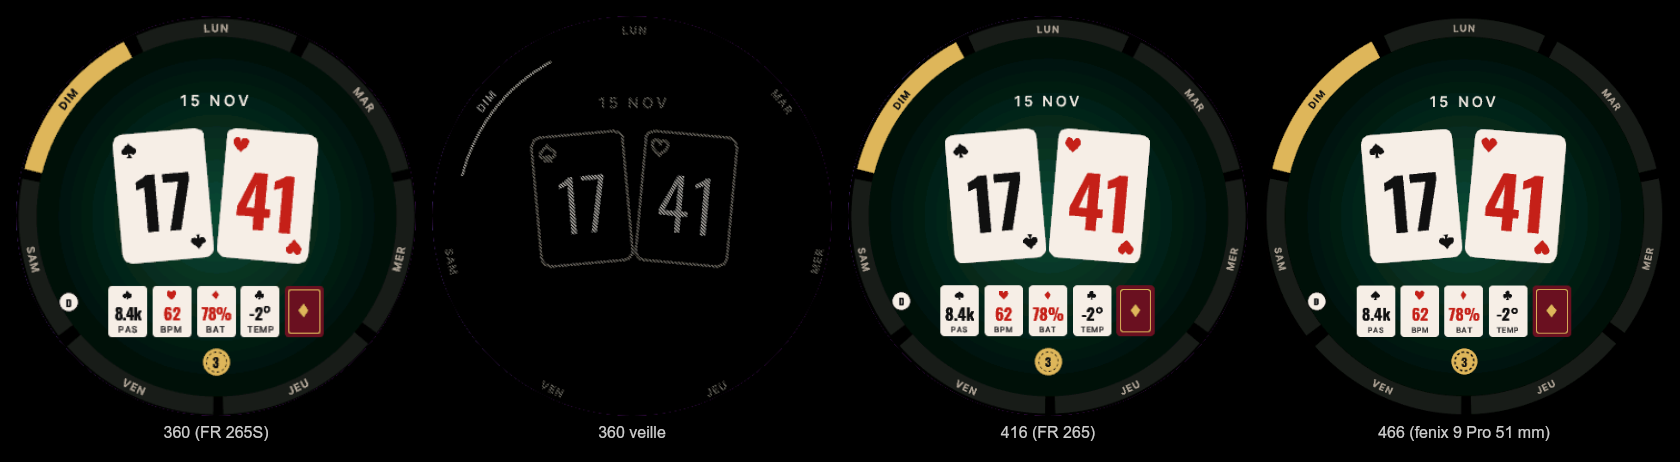 LUN
MAR
MER
JEU
VEN
SAM
DIM
15 NOV
17 41
8.4k 62 78% -2°
PAS BPM BAT TEMP
D
3
360 (FR 265S)
LUN
MAR
MER
JEU
VEN
SAM
DIM
15 NOV
17 41
360 veille
LUN
MAR
MER
JEU
VEN
SAM
DIM
15 NOV
17 41
8.4k 62 78% -2°
PAS BPM BAT TEMP
D
3
416 (FR 265)
LUN
MAR
MER
JEU
VEN
SAM
DIM
15 NOV
17 41
8.4k 62 78% -2°
PAS BPM BAT TEMP
D
3
466 (fenix 9 Pro 51 mm)